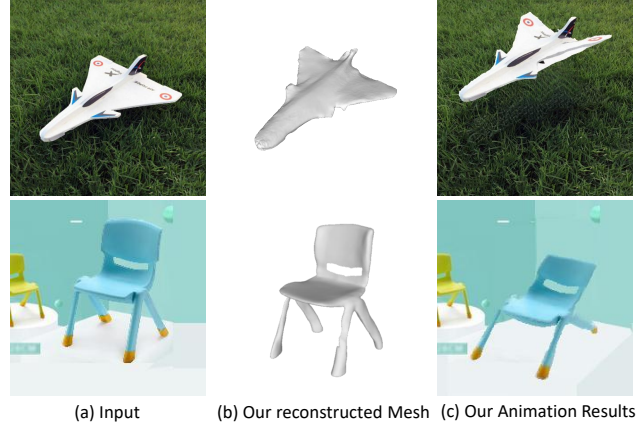 (a) Input
(b) Our reconstructed Mesh
(c) Our Animation Results